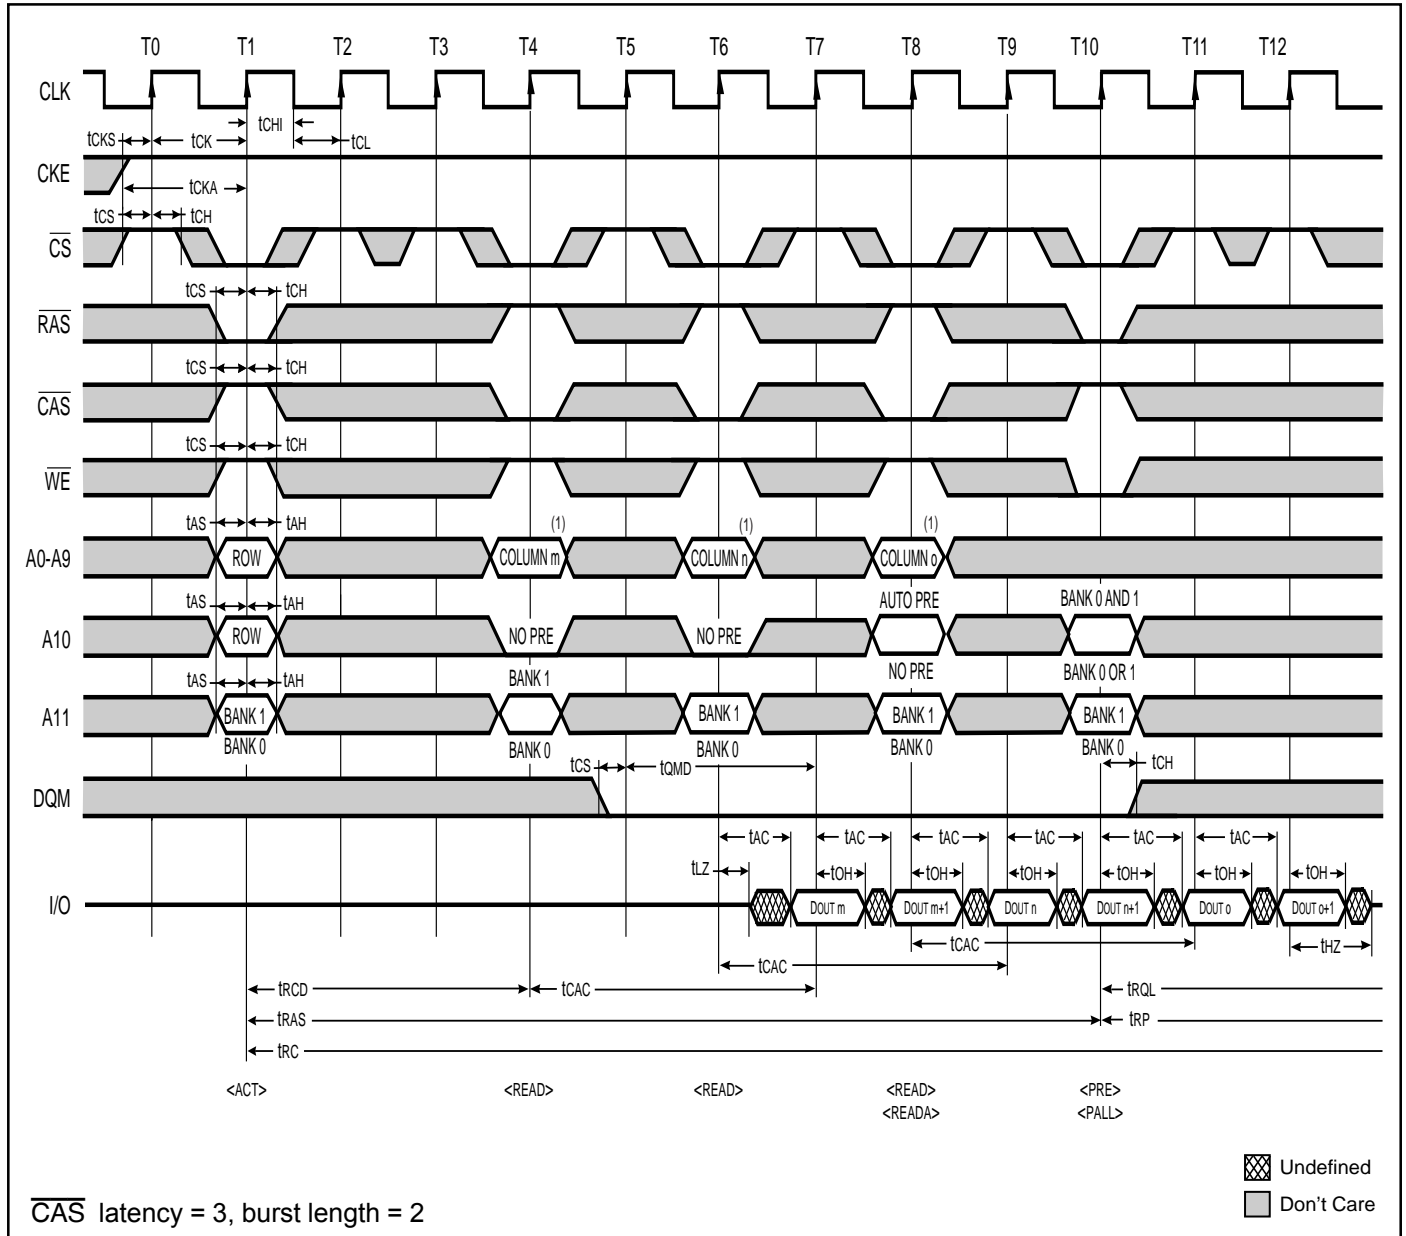 T0 T1 T2 T3 T4 T5 T6 T7 T8 T9 T10 T11 T12
CLK
tCHI
tCKS tCK tCL
CKE
tCKA
tCS tCH
CS
tCS tCH
RAS
tCS tCH
CAS
tCS tCH
WE
tAS tAH (1) (1) (1)
A0-A9 ROW COLUMN m COLUMN n COLUMN o
tAS tAH AUTO PRE BANK 0 AND 1
A10 ROW NO PRE NO PRE
tAS tAH BANK 1 NO PRE BANK 0 OR 1
A11 BANK 1 BANK 1 BANK 1 BANK 1
BANK 0 BANK 0 BANK 0 BANK 0 BANK 0
tCS tQMD tCH
DQM
tAC tAC tAC tAC tAC tAC
tLZ tOH tOH tOH tOH tOH tOH
I/O DOUT m DOUT m+1 DOUT n DOUT n+1 DOUT o DOUT o+1
tCAC tHZ
tCAC
tRCD tCAC tRQL
tRAS tRP
tRC
<ACT> <READ> <READ> <READ> <PRE>
<READA> <PALL>
Undefined
Don't Care
CAS latency = 3, burst length = 2